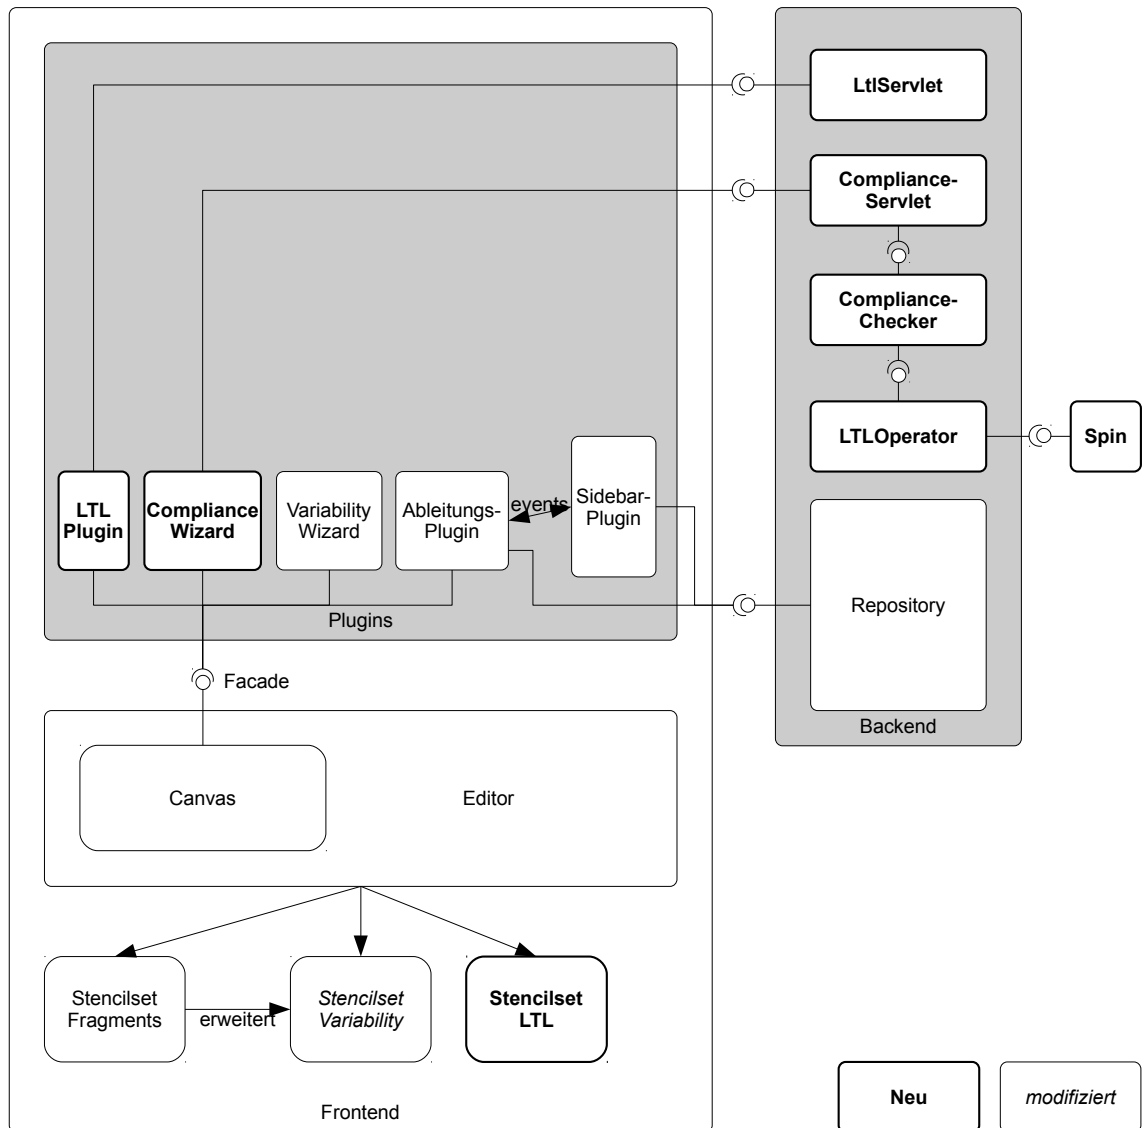 LtlServlet
Compliance-
Servlet
Compliance-
Checker
LTLOperator
Spin
LTL
Plugin
Compliance
Wizard
Variability
Wizard
Ableitungs-
Plugin
events
Sidebar-
Plugin
Repository
Plugins
Backend
Facade
Canvas
Editor
Stencilset
Fragments
erweitert
Stencilset
Variability
Stencilset
LTL
Frontend
Neu
modifiziert